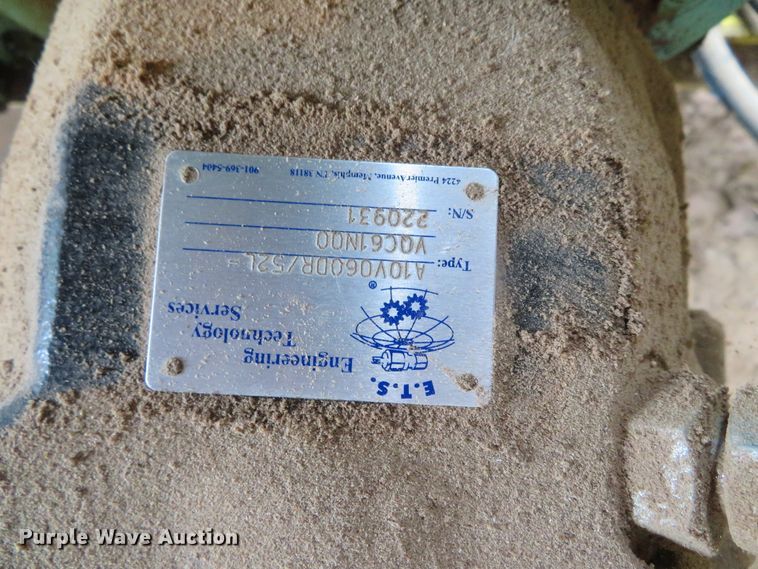 E.T.S.
Engineering
Technology
Services
®
Type: A10VO60DR/52L-
VQC61N00
S/N: 220931
4224 Premier Avenue, Memphis, TN 38118 901-369-5404
Purple Wave Auction